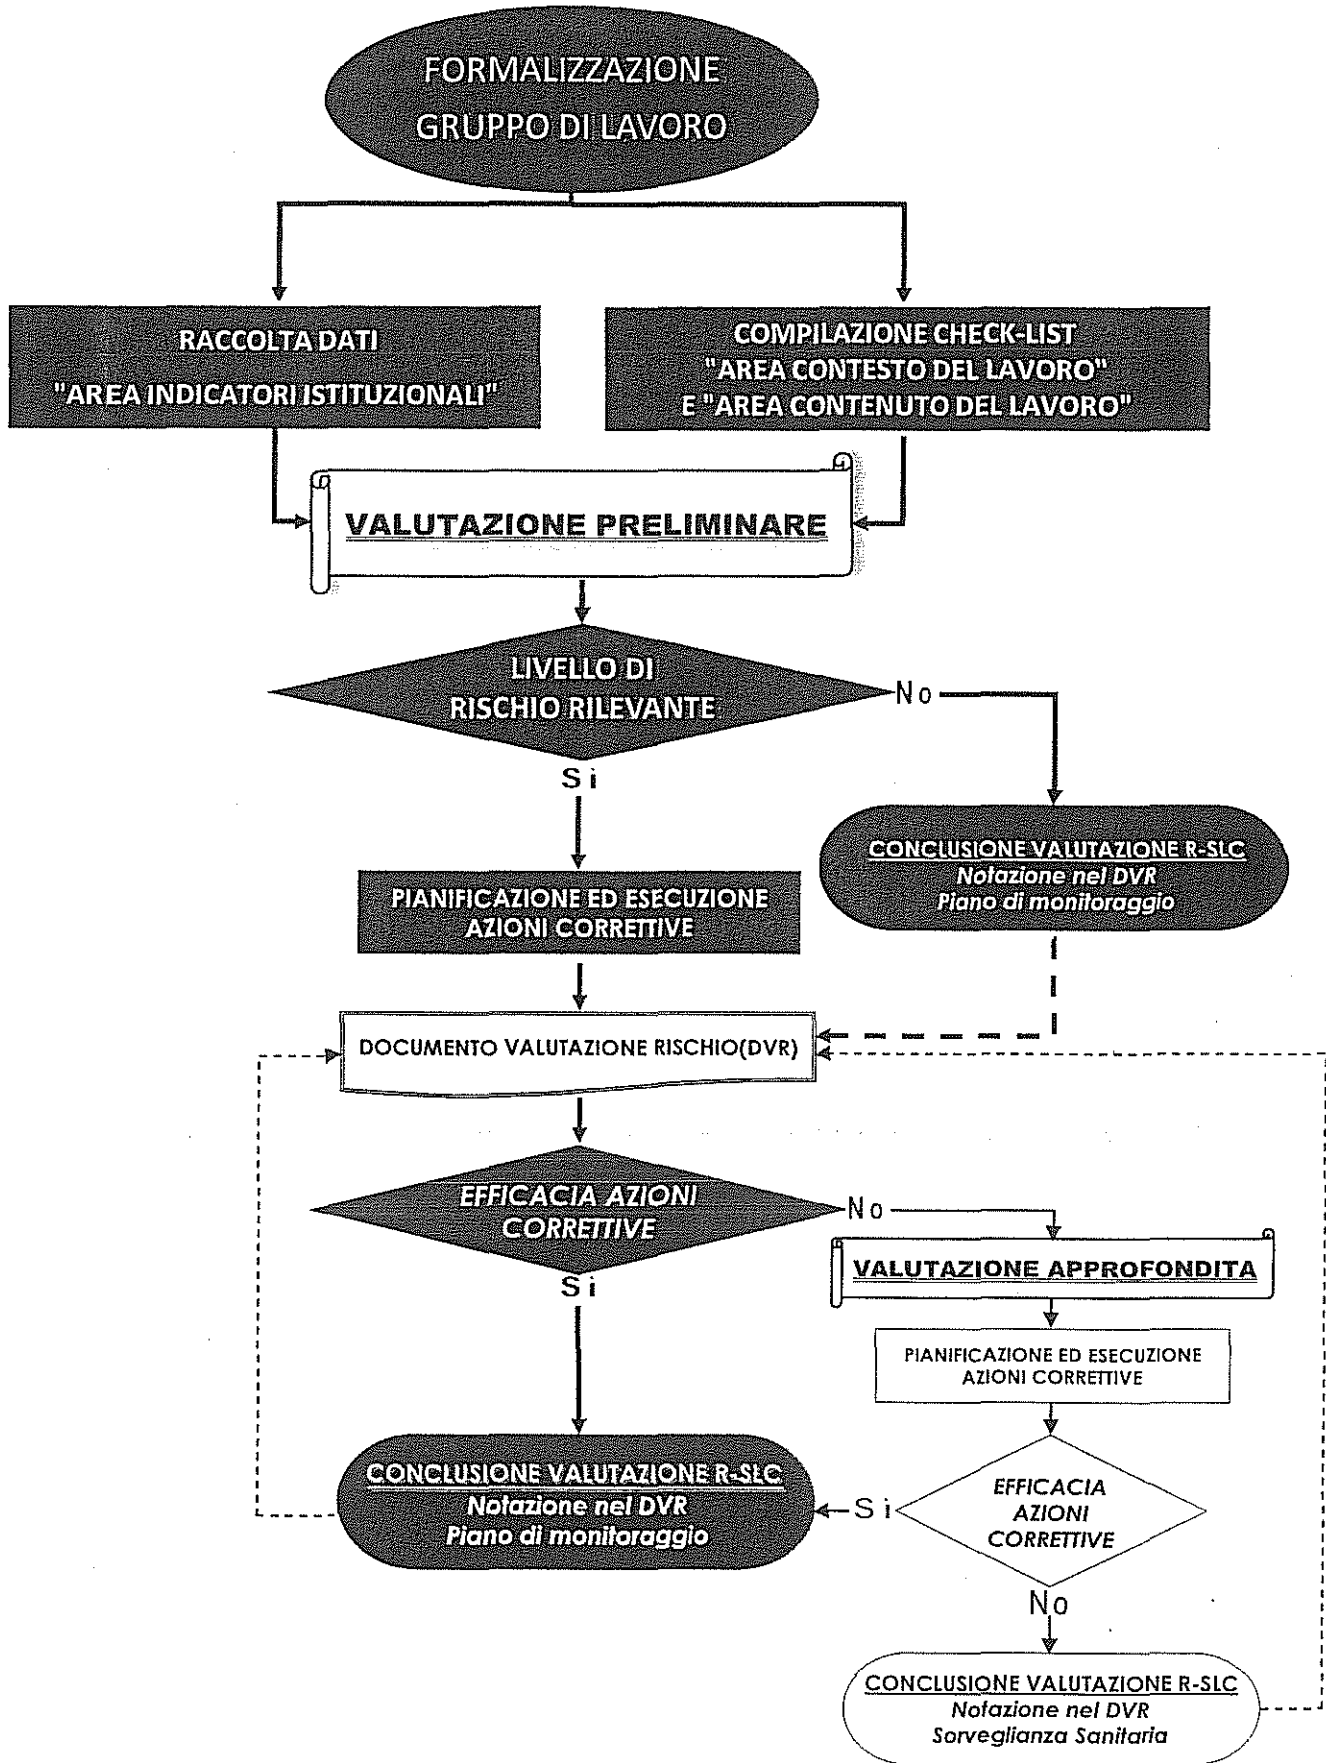 FORMALIZZAZIONE
GRUPPO DI LAVORO
RACCOLTA DATI
"AREA INDICATORI ISTITUZIONALI"
COMPILAZIONE CHECK-LIST
"AREA CONTESTO DEL LAVORO"
E "AREA CONTENUTO DEL LAVORO"
VALUTAZIONE PRELIMINARE
LIVELLO DI
RISCHIO RILEVANTE
No
Si
CONCLUSIONE VALUTAZIONE R-SLC
Notazione nel DVR
Piano di monitoraggio
PIANIFICAZIONE ED ESECUZIONE
AZIONI CORRETTIVE
DOCUMENTO VALUTAZIONE RISCHIO(DVR)
EFFICACIA AZIONI
CORRETTIVE
No
Si
VALUTAZIONE APPROFONDITA
PIANIFICAZIONE ED ESECUZIONE
AZIONI CORRETTIVE
CONCLUSIONE VALUTAZIONE R-SLC
Notazione nel DVR
Piano di monitoraggio
Si
EFFICACIA
AZIONI
CORRETTIVE
No
CONCLUSIONE VALUTAZIONE R-SLC
Notazione nel DVR
Sorveglianza Sanitaria